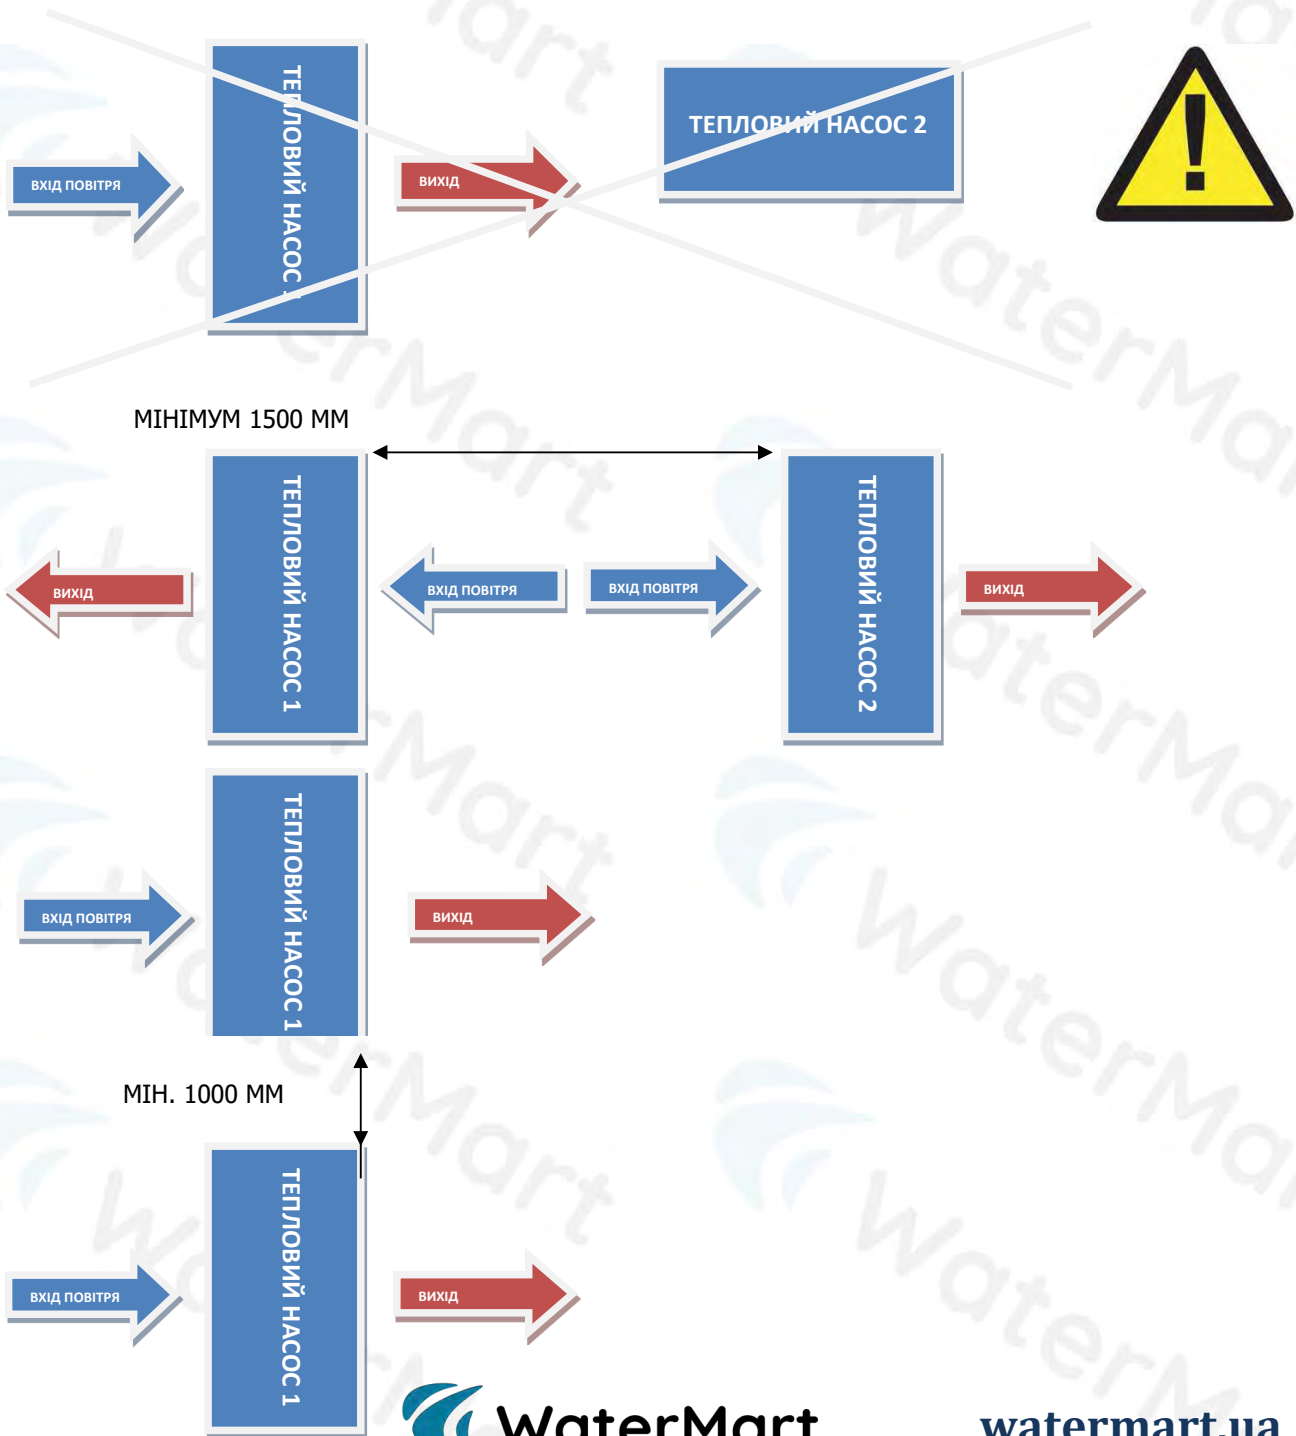 ТЕПЛОВИЙ НАСОС
ТЕПЛОВИЙ НАСОС 2
ВХІД ПОВІТРЯ
ВИХІД
МІНІМУМ 1500 ММ
ТЕПЛОВИЙ НАСОС 1
ТЕПЛОВИЙ НАСОС 2
ВИХІД
ВХІД ПОВІТРЯ
ВХІД ПОВІТРЯ
ВИХІД
ТЕПЛОВИЙ НАСОС 1
ВХІД ПОВІТРЯ
ВИХІД
МІН. 1000 ММ
ТЕПЛОВИЙ НАСОС 1
ВХІД ПОВІТРЯ
ВИХІД
WaterMart
watermart.ua